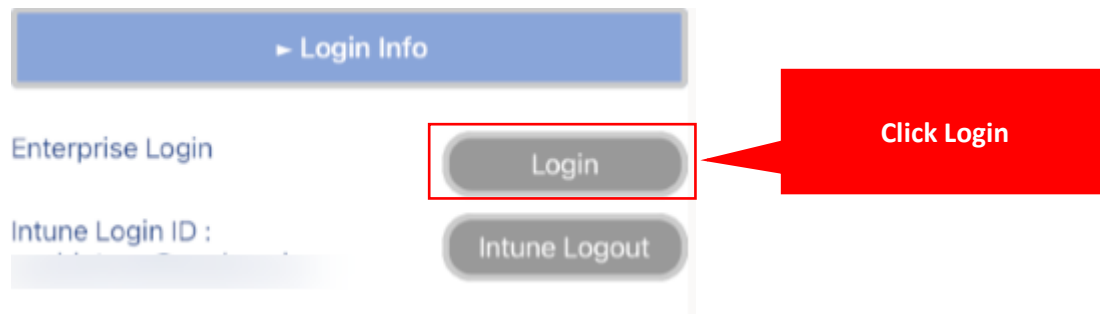 ► Login Info
Enterprise Login
Login
Click Login
Intune Login ID :
Intune Logout